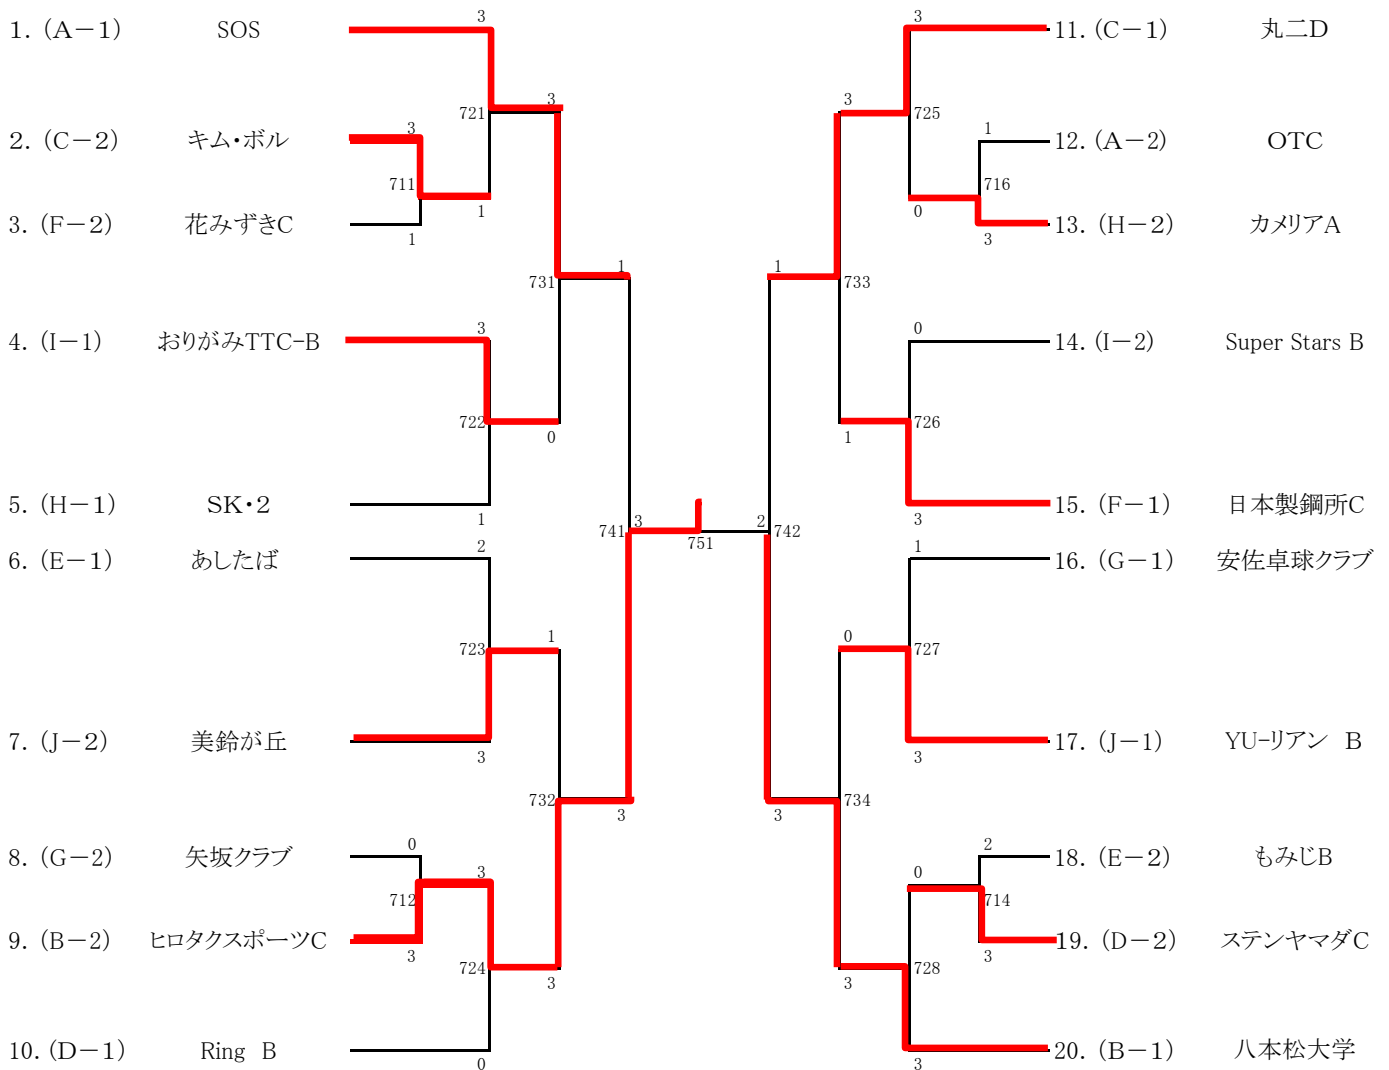 1. (A−1) SOS
2. (C−2) キム・ボル
3. (F−2) 花みずきC
4. (I−1) おりがみTTC-B
5. (H−1) SK・2
6. (E−1) あしたば
7. (J−2) 美鈴が丘
8. (G−2) 矢坂クラブ
9. (B−2) ヒロタクスポーツC
10. (D−1) Ring B
3
3
721
3
711
1
1
731
1
3
722
0
1
741
3
2
723
1
3
732
3
0
712
3
3
724
3
0
751
2
742
3
3
725
1
716
0
3
1
733
0
726
1
3
1
0
727
3
734
3
2
0
714
3
728
3
3
11. (C−1) 丸二D
12. (A−2) OTC
13. (H−2) カメリアA
14. (I−2) Super Stars B
15. (F−1) 日本製鋼所C
16. (G−1) 安佐卓球クラブ
17. (J−1) YU-リアン B
18. (E−2) もみじB
19. (D−2) ステンヤマダC
20. (B−1) 八本松大学